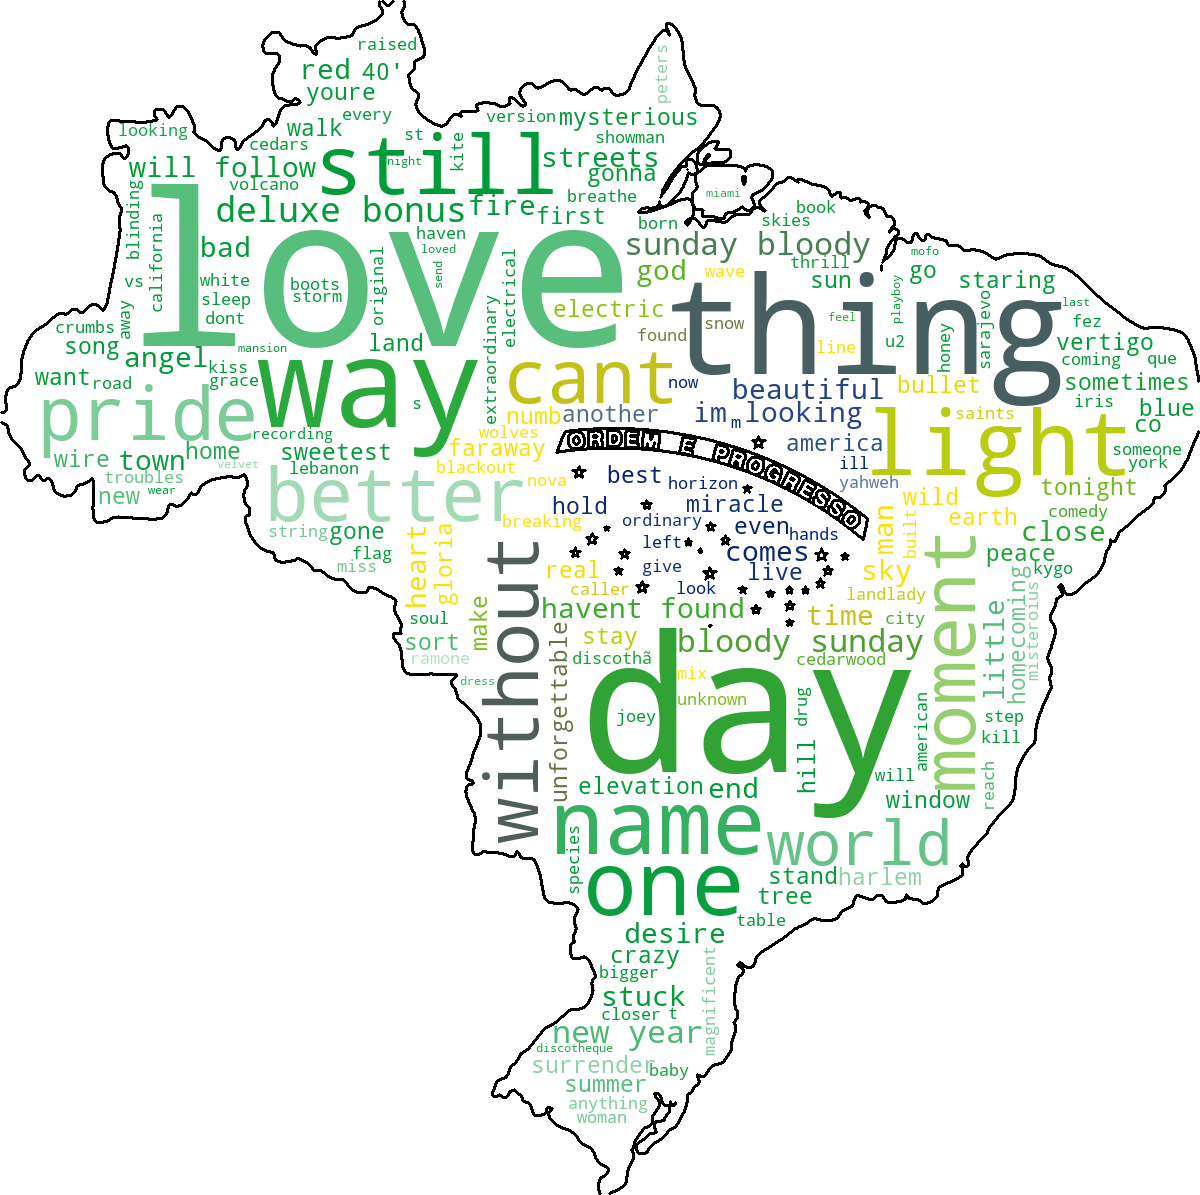 raised
red 40'
youre
peters
looking
walk
every
version
mysterious
cedars
st
kite
showman
night
will follow
still
streets
gonna
volcano
breathe
miami
blinding
california
love
deluxe bonus
fire
first
book
skies
born
haven
loved
bad
sunday bloody
mofo
white
boots
storm
original
send
electrical
god
wave
thrill
sun
go
staring
vs
sleep
dont
away
extraordinary
electric
thing
playboy
last
crumbs
song
angel
mansion
land
found
snow
feel
line
u2
honey
sarajevo
fez
vertigo
coming
que
want
road
kiss
grace
way
cant
now
beautiful
bullet
sometimes
iris
blue
pride
s
numb
another
im
m
looking
light
saints
co
recording
wolves
ORDEM E PROGRESSO
america
someone
york
wire
town
home
sweetest
faraway
velvet
lebanon
blackout
ill
yahweh
troubles
new
wear
better
nova
best
horizon
wild
tonight
hold
miracle
man
built
earth
comedy
string
gone
breaking
ordinary
even
hands
close
flag
miss
heart
gloria
without
real
left
give
comes
live
sky
moment
peace
kygo
caller
look
landlady
soul
make
havent found
time
city
little
homecoming
misteroius
sort
ramone
unforgettable
stay
bloody sunday
discothã
cedarwood
dress
mix
unknown
day
joey
drug
american
step
kill
hill
elevation
end
will
window
reach
name
world
species
one
stand
harlem
tree
table
desire
crazy
bigger
magnificent
stuck
closer
t
new year
discotheque
surrender
baby
summer
anything
woman